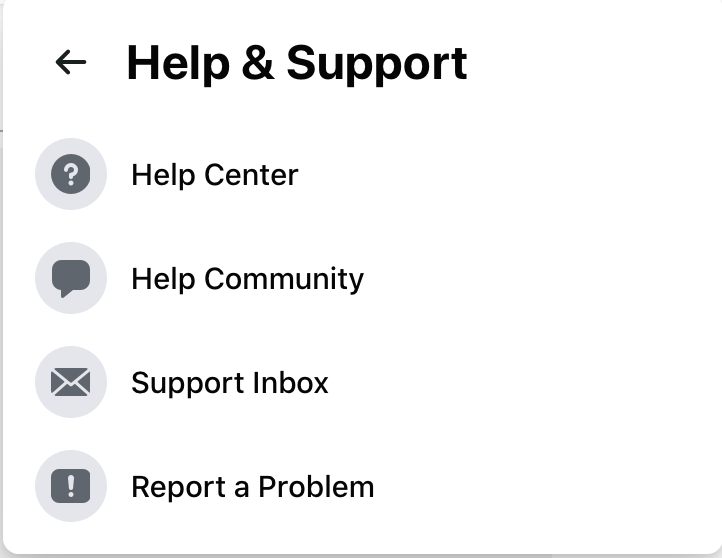 Help & Support
Help Center
Help Community
Support Inbox
Report a Problem